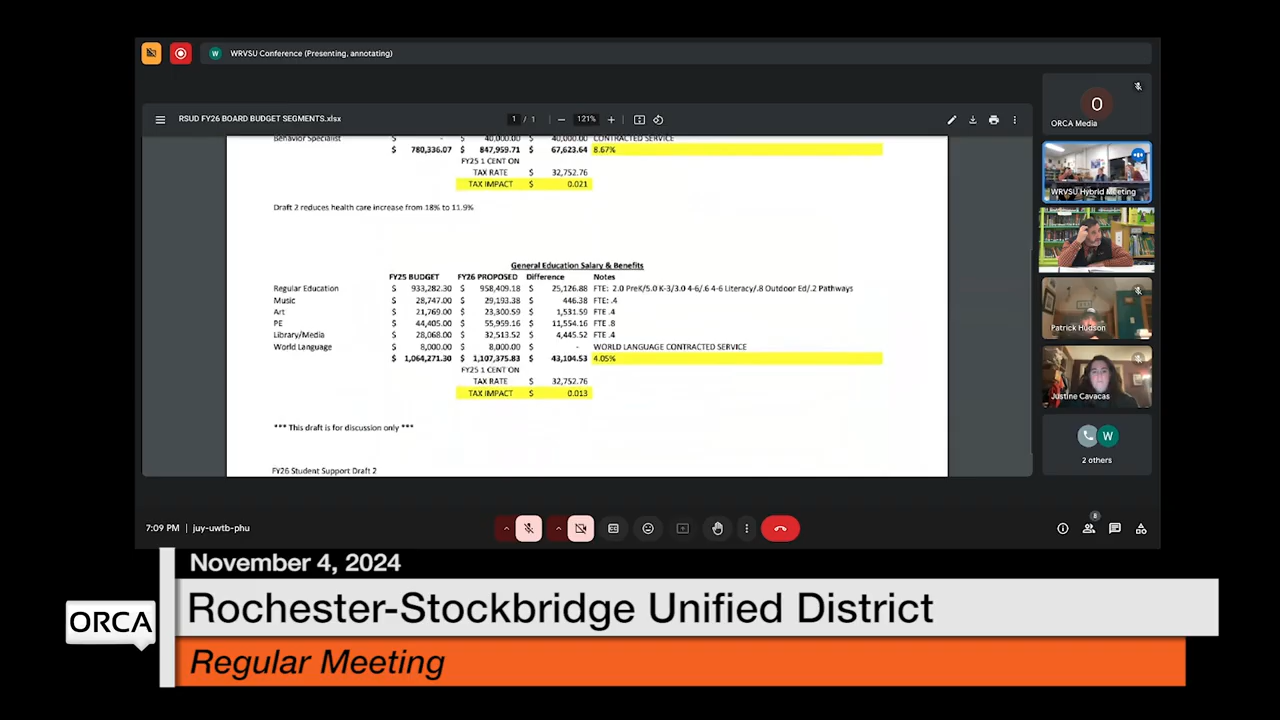 WRVSU Conference (Presenting, annotating)
W
RSUD FY26 BOARD BUDGET SEGMENTS.xlsx
1 / 1
121%
Behavior Specialist $ - $ 40,000.00 $ 40,000.00 CONTRACTED SERVICE
$ 780,336.07 $ 847,959.71 $ 67,623.64 8.67%
FY25 1 CENT ON
TAX RATE $ 32,752.76
TAX IMPACT $ 0.021
Draft 2 reduces health care increase from 18% to 11.9%
General Education Salary & Benefits
FY25 BUDGET FY26 PROPOSED Difference Notes
Regular Education $ 933,282.30 $ 958,409.18 $ 25,126.88 FTE: 2.0 PreK/5.0 K-3/3.0 4-6/.6 4-6 Literacy/.8 Outdoor Ed/.2 Pathways
Music $ 28,747.00 $ 29,193.38 $ 446.38 FTE: .4
Art $ 21,769.00 $ 23,300.59 $ 1,531.59 FTE .4
PE $ 44,405.00 $ 55,959.16 $ 11,554.16 FTE .8
Library/Media $ 28,068.00 $ 32,513.52 $ 4,445.52 FTE .4
World Language $ 8,000.00 $ 8,000.00 $ - WORLD LANGUAGE CONTRACTED SERVICE
$ 1,064,271.30 $ 1,107,375.83 $ 43,104.53 4.05%
FY25 1 CENT ON
TAX RATE $ 32,752.76
TAX IMPACT $ 0.013
*** This draft is for discussion only ***
FY26 Student Support Draft 2
O
ORCA Media
WRVSU Hybrid Meeting
Patrick Hudson
Justine Cavacas
W
2 others
7:09 PM | juy-uwtb-phu
8
November 4, 2024
ORCA
Rochester-Stockbridge Unified District
Regular Meeting